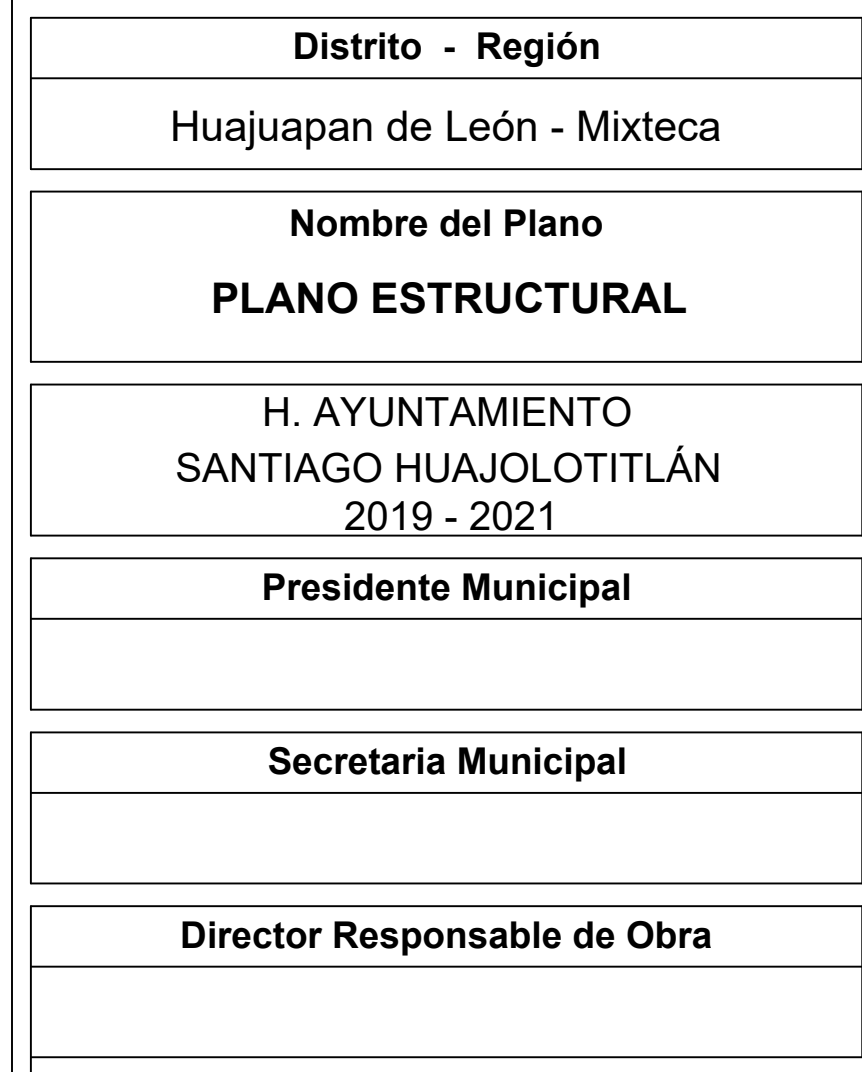 Distrito - Región
Huajuapan de León - Mixteca
Nombre del Plano
PLANO ESTRUCTURAL
H. AYUNTAMIENTO
SANTIAGO HUAJOLOTITLÁN
2019 - 2021
Presidente Municipal
Secretaria Municipal
Director Responsable de Obra